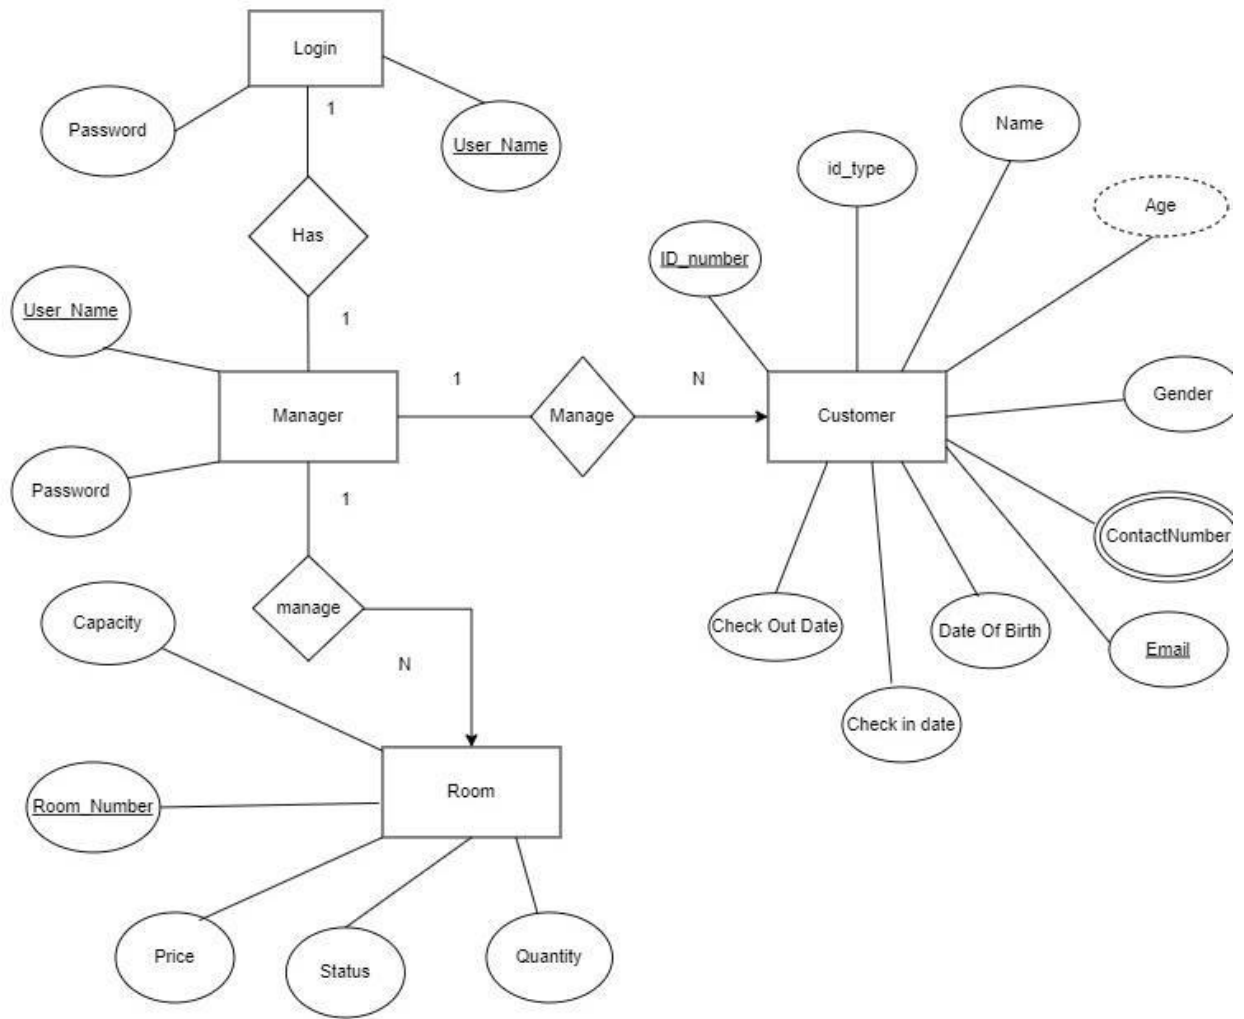 Login
Password
1
User_Name
Name
id_type
Age
Has
ID_number
User_Name
1
1
N
Gender
Manager
Manage
Customer
Password
1
ContactNumber
manage
Capacity
Check Out Date
Date Of Birth
Email
N
Check in date
Room_Number
Room
Price
Status
Quantity